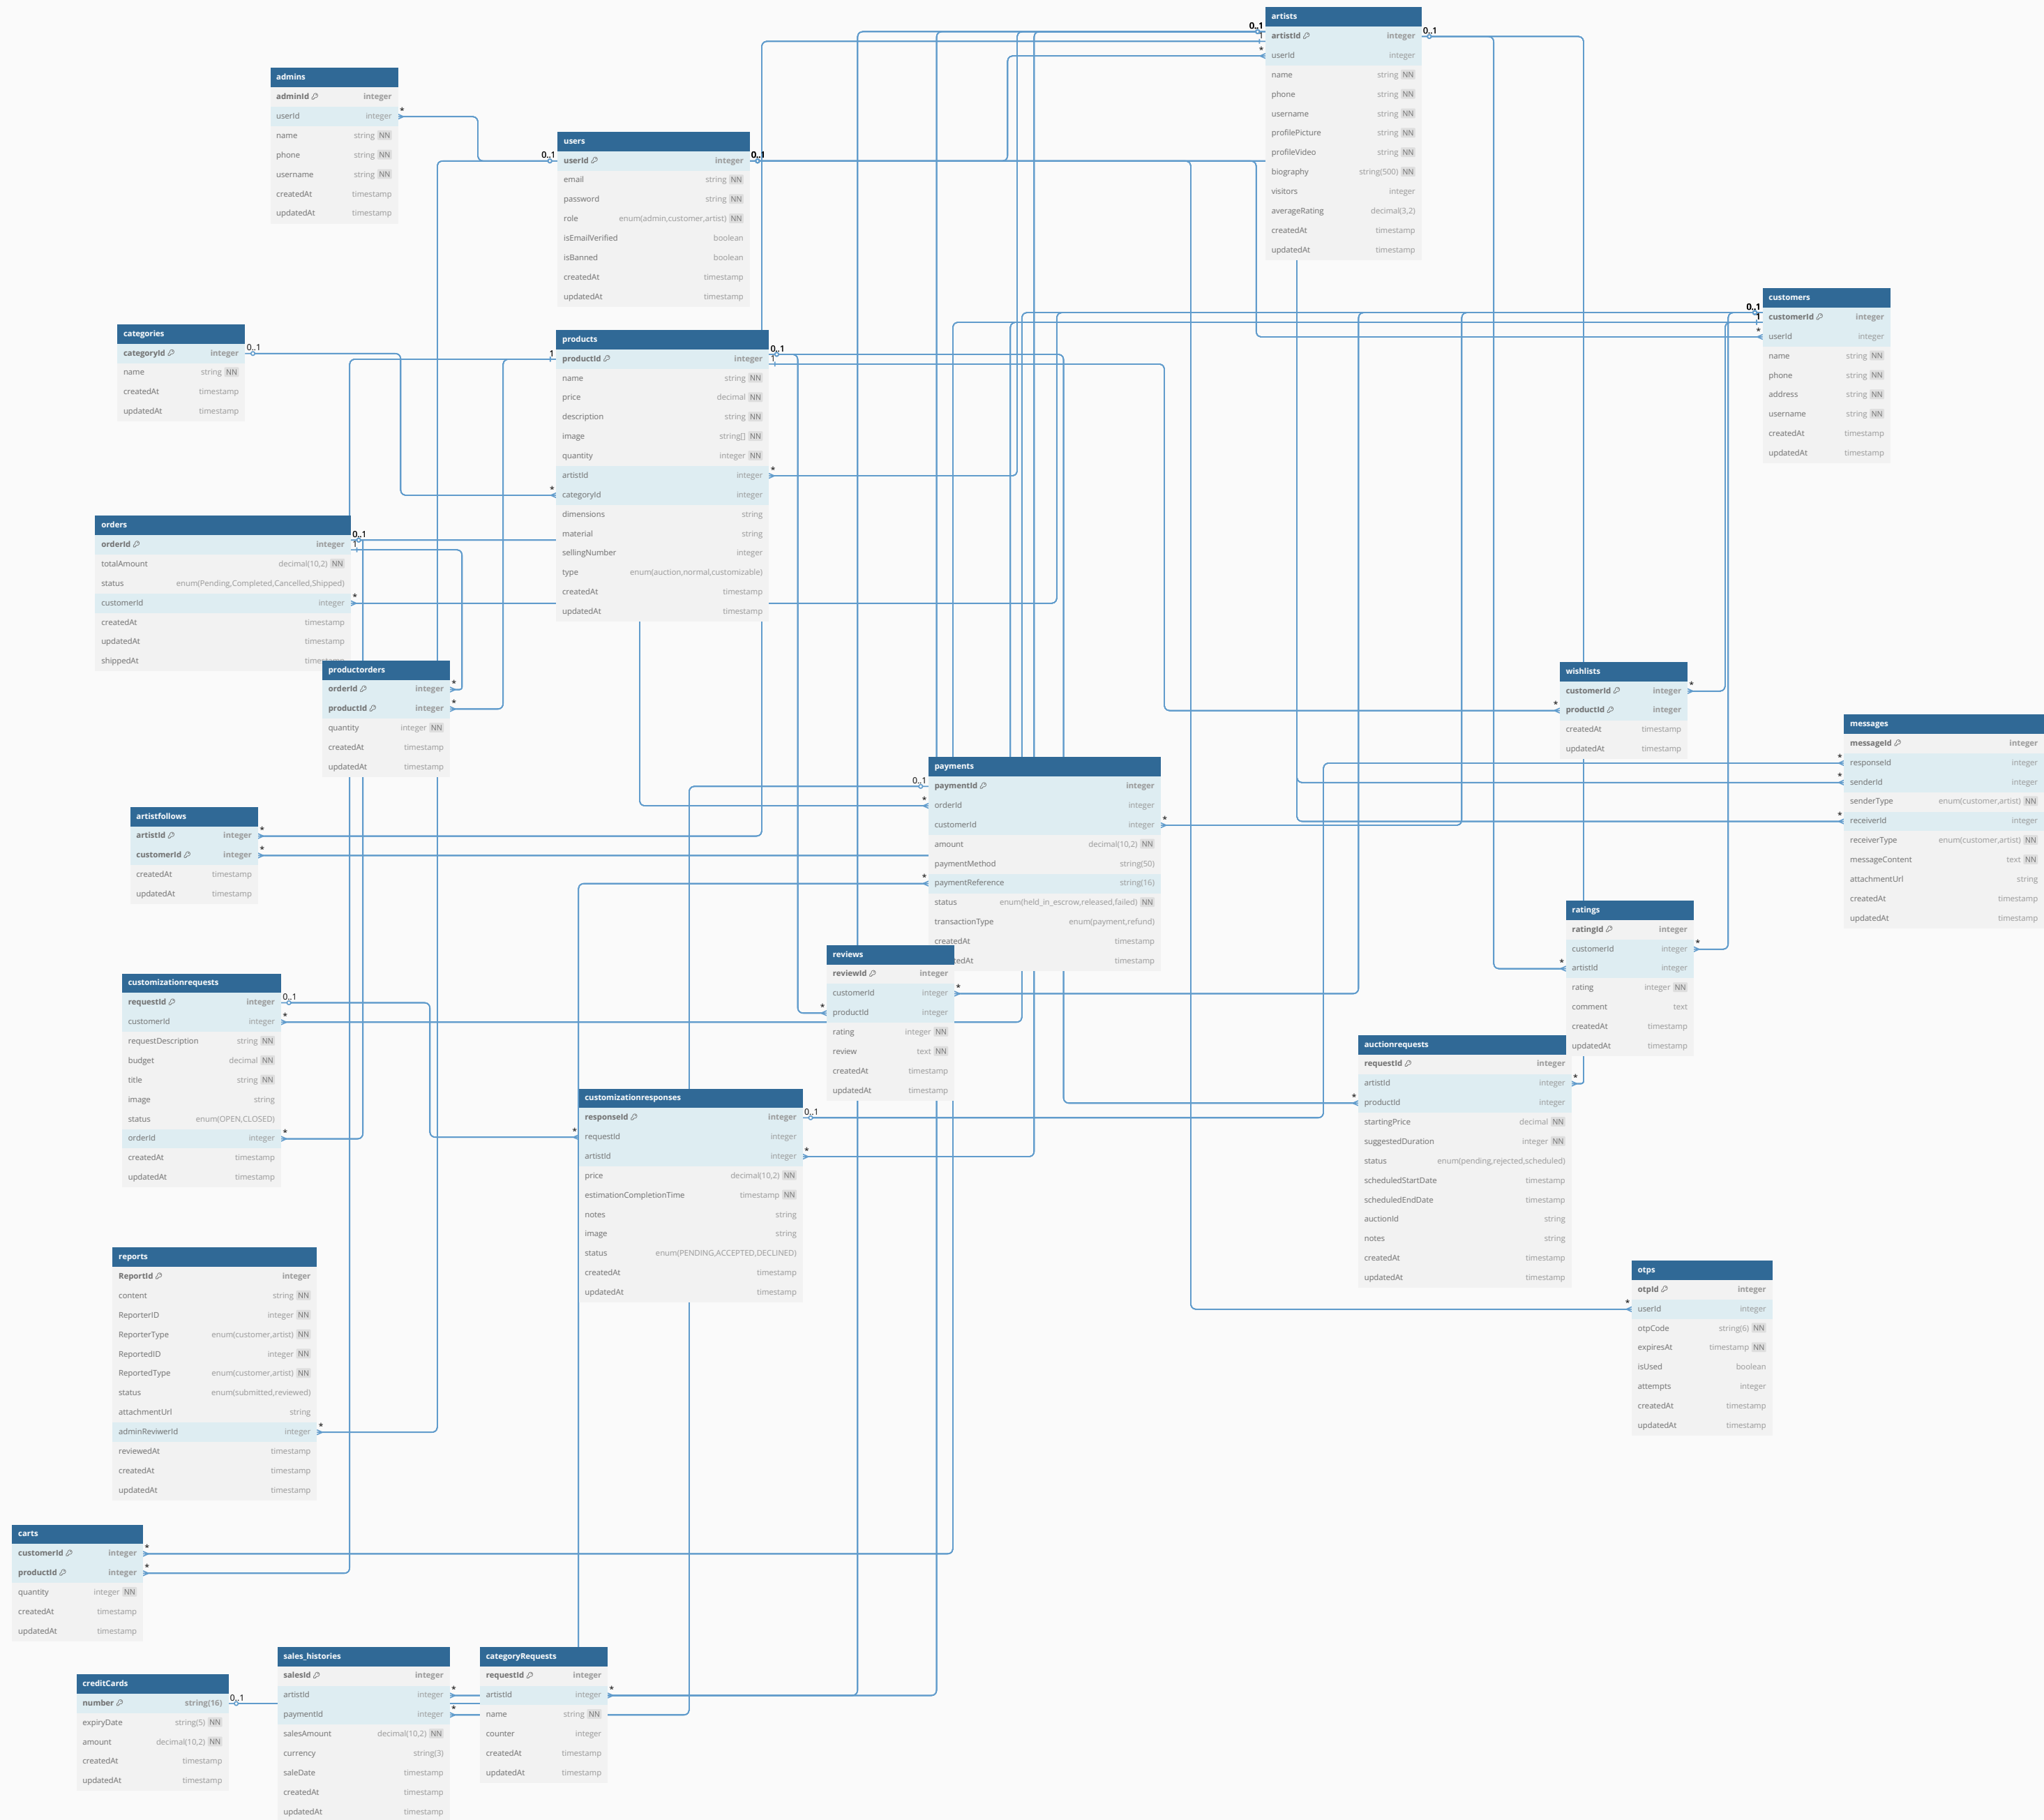 artists
artistId integer
userId integer
name string NN
phone string NN
username string NN
profilePicture string NN
profileVideo string NN
biography string(500) NN
visitors integer
averageRating decimal(3,2)
createdAt timestamp
updatedAt timestamp
admins
adminId integer
userId integer
name string NN
phone string NN
username string NN
createdAt timestamp
updatedAt timestamp
users
userId integer
email string NN
password string NN
role enum(admin,customer,artist) NN
isEmailVerified boolean
isBanned boolean
createdAt timestamp
updatedAt timestamp
customers
customerId integer
userId integer
name string NN
phone string NN
address string NN
username string NN
createdAt timestamp
updatedAt timestamp
categories
categoryId integer
name string NN
createdAt timestamp
updatedAt timestamp
products
productId integer
name string NN
price decimal NN
description string NN
image string[] NN
quantity integer NN
artistId integer
categoryId integer
dimensions string
material string
sellingNumber integer
type enum(auction,normal,customizable)
createdAt timestamp
updatedAt timestamp
orders
orderId integer
totalAmount decimal(10,2) NN
status enum(Pending,Completed,Cancelled,Shipped)
customerId integer
createdAt timestamp
updatedAt timestamp
shippedAt
productorders
orderId integer
productId integer
quantity integer NN
createdAt timestamp
updatedAt timestamp
wishlists
customerId integer
productId integer
createdAt timestamp
updatedAt timestamp
messages
messageId integer
responseId integer
senderId integer
senderType enum(customer,artist) NN
receiverId integer
receiverType enum(customer,artist) NN
messageContent text NN
attachmentUrl string
createdAt timestamp
updatedAt timestamp
payments
paymentId integer
orderId integer
customerId integer
amount decimal(10,2) NN
paymentMethod string(50)
paymentReference string(16)
status enum(held_in_escrow,released,failed) NN
transactionType enum(payment,refund)
createdAt timestamp
timestamp
artistfollows
artistId integer
customerId integer
createdAt timestamp
updatedAt timestamp
ratings
ratingId integer
customerId integer
artistId integer
rating integer NN
comment text
createdAt timestamp
updatedAt timestamp
reviews
reviewId integer
customerId integer
productId integer
rating integer NN
review text NN
createdAt timestamp
updatedAt timestamp
customizationrequests
requestId integer
customerId integer
requestDescription string NN
budget decimal NN
title string NN
image string
status enum(OPEN,CLOSED)
orderId integer
createdAt timestamp
updatedAt timestamp
auctionrequests
requestId integer
artistId integer
productId integer
startingPrice decimal NN
suggestedDuration integer NN
status enum(pending,rejected,scheduled)
scheduledStartDate timestamp
scheduledEndDate timestamp
auctionId string
notes string
createdAt timestamp
updatedAt timestamp
customizationresponses
responseId integer
requestId integer
artistId integer
price decimal(10,2) NN
estimationCompletionTime timestamp NN
notes string
image string
status enum(PENDING,ACCEPTED,DECLINED)
createdAt timestamp
updatedAt timestamp
reports
ReportId integer
content string NN
ReporterID integer NN
ReporterType enum(customer,artist) NN
ReportedID integer NN
ReportedType enum(customer,artist) NN
status enum(submitted,reviewed)
attachmentUrl string
adminReviwerId integer
reviewedAt timestamp
createdAt timestamp
updatedAt timestamp
otps
otpId integer
userId integer
otpCode string(6) NN
expiresAt timestamp NN
isUsed boolean
attempts integer
createdAt timestamp
updatedAt timestamp
carts
customerId integer
productId integer
quantity integer NN
createdAt timestamp
updatedAt timestamp
creditCards
number string(16)
expiryDate string(5) NN
amount decimal(10,2) NN
createdAt timestamp
updatedAt timestamp
sales_histories
salesId integer
artistId integer
paymentId integer
salesAmount decimal(10,2) NN
currency string(3)
saleDate timestamp
createdAt timestamp
updatedAt timestamp
categoryRequests
requestId integer
artistId integer
name string NN
counter integer
createdAt timestamp
updatedAt timestamp